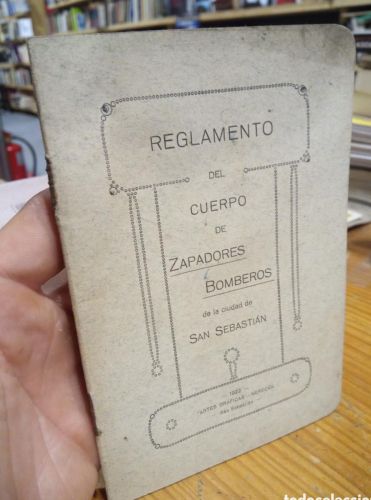 REGLAMENTO
DEL
CUERPO
DE
ZAPADORES
BOMBEROS
de la ciudad de
SAN SEBASTIÁN
"ARTES GRÁFICAS"
SAN SEBASTIÁN
todocoleccion